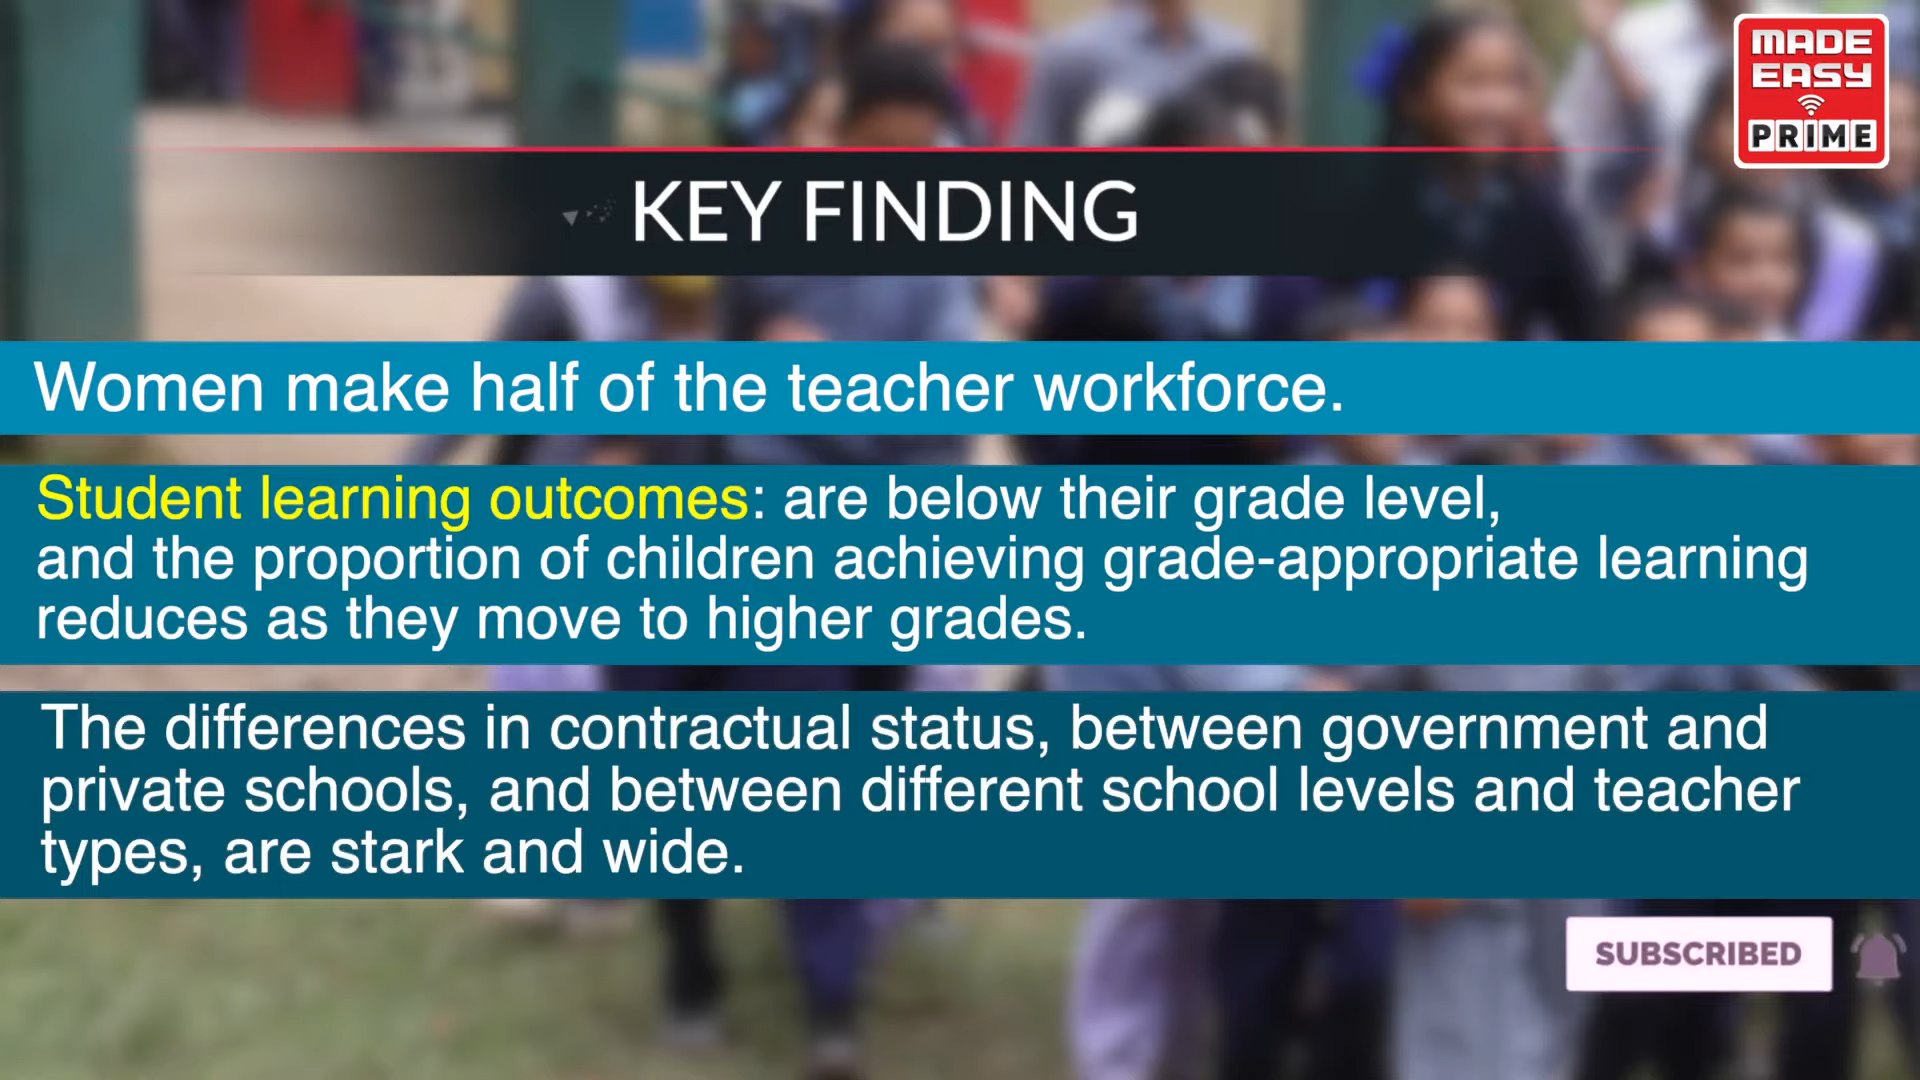 MADE
EASY
PRIME
KEY FINDING
Women make half of the teacher workforce.
Student learning outcomes: are below their grade level,
and the proportion of children achieving grade-appropriate learning
reduces as they move to higher grades.
The differences in contractual status, between government and
private schools, and between different school levels and teacher
types, are stark and wide.
SUBSCRIBED